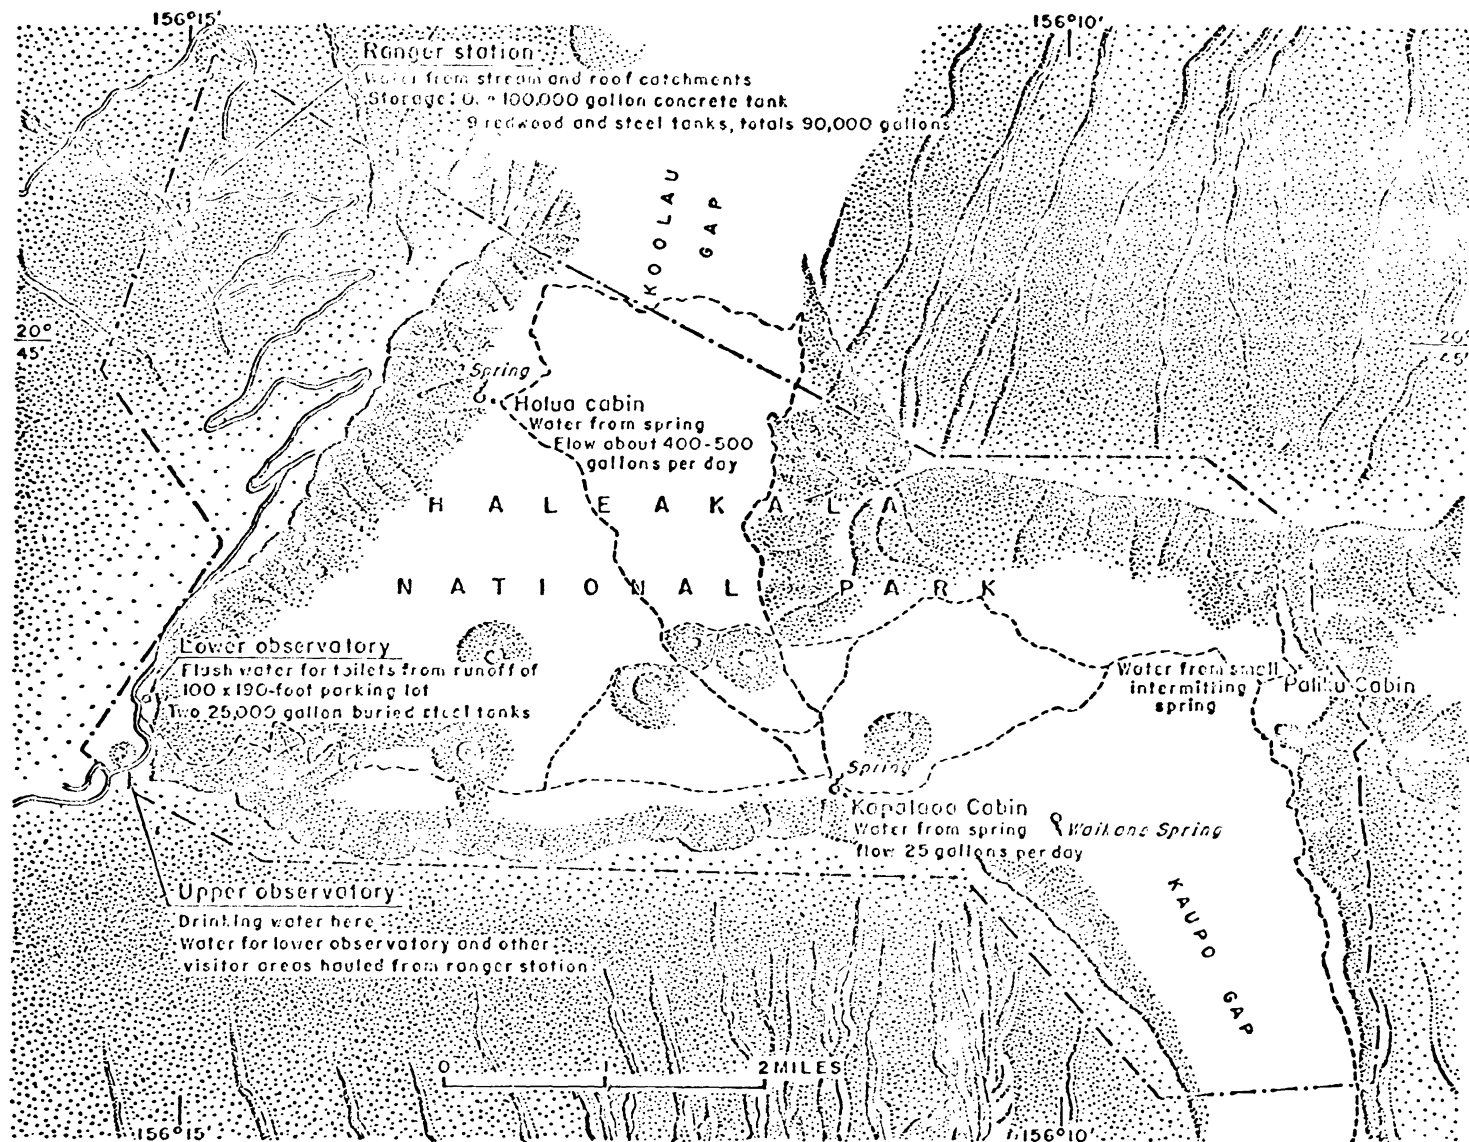 156°15'
156°10'
Ranger station
Water from stream and roof catchments
Storage: One 100,000 gallon concrete tank
9 redwood and steel tanks, totals 90,000 gallons
KOOLAU
GAP
20°
45'
20°
45'
Spring
Holua cabin
Water from spring
Flow about 400-500
gallons per day
HALEAKALA
NATIONAL PARK
Lower observatory
Flush water for toilets from runoff of
100 x 190-foot parking lot
Two 25,000 gallon buried steel tanks
Water from small
intermitting
spring
Paliku Cabin
Spring
Kapalaoa Cabin
Water from spring
flow 25 gallons per day
Waikane Spring
Upper observatory
Drinking water here
Water for lower observatory and other
visitor areas hauled from ranger station
KAUPO GAP
0 1 2 MILES
156°15'
156°10'